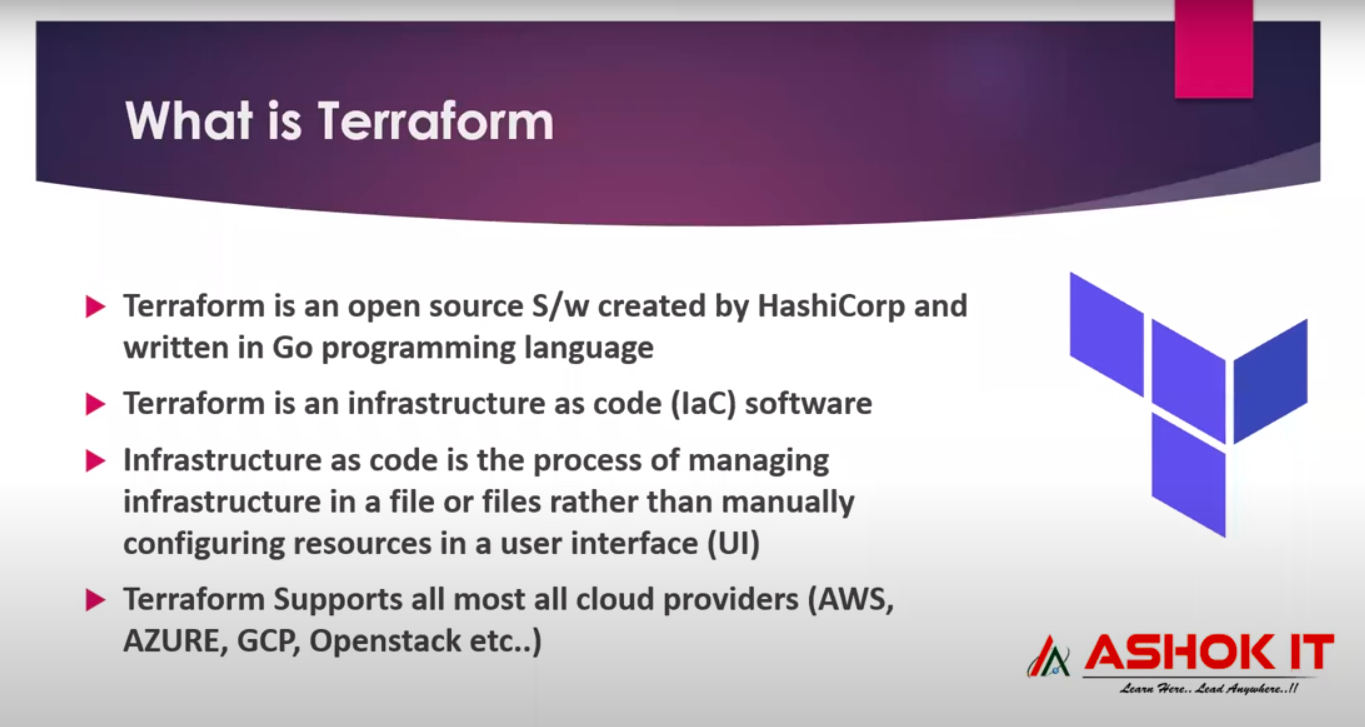 What is Terraform
Terraform is an open source S/w created by HashiCorp and
written in Go programming language
Terraform is an infrastructure as code (IaC) software
Infrastructure as code is the process of managing
infrastructure in a file or files rather than manually
configuring resources in a user interface (UI)
Terraform Supports all most all cloud providers (AWS,
AZURE, GCP, Openstack etc..)
ASHOK IT
Learn Here.. Lead Anywhere..!!